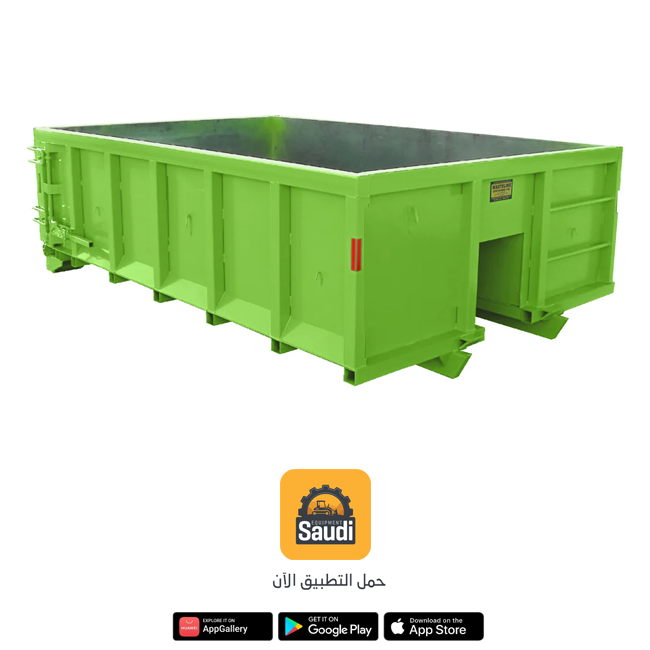 EQUIPMENT
Saudi
حمل التطبيق الآن
EXPLORE IT ON
AppGallery
GET IT ON
Google Play
Download on the
App Store